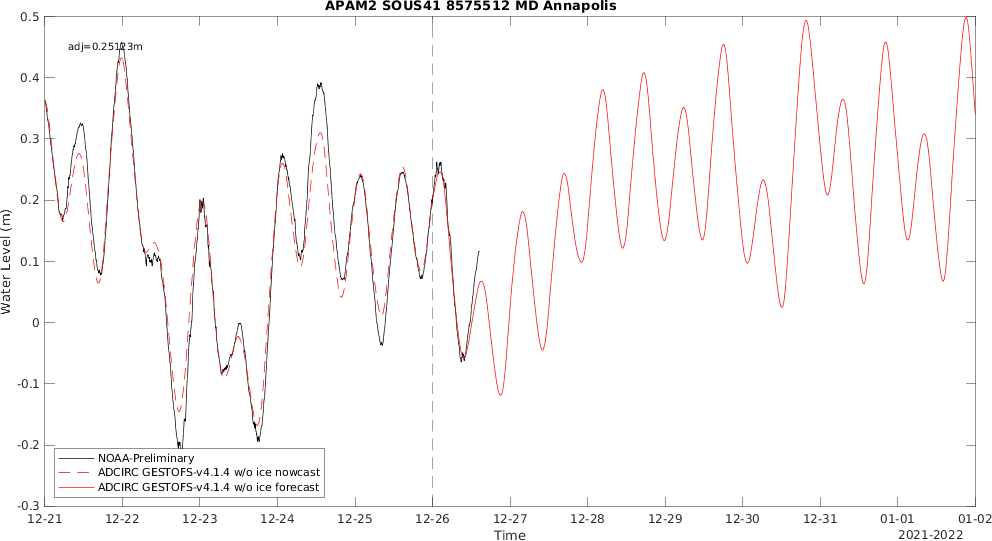 APAM2 SOUS41 8575512 MD Annapolis
adj=0.25123m
0.5
0.4
0.3
0.2
0.1
0
-0.1
-0.2
-0.3
Water Level (m)
NOAA-Preliminary
ADCIRC GESTOFS-v4.1.4 w/o ice nowcast
ADCIRC GESTOFS-v4.1.4 w/o ice forecast
12-21 12-22 12-23 12-24 12-25 12-26 12-27 12-28 12-29 12-30 12-31 01-01 01-02
Time
2021-2022